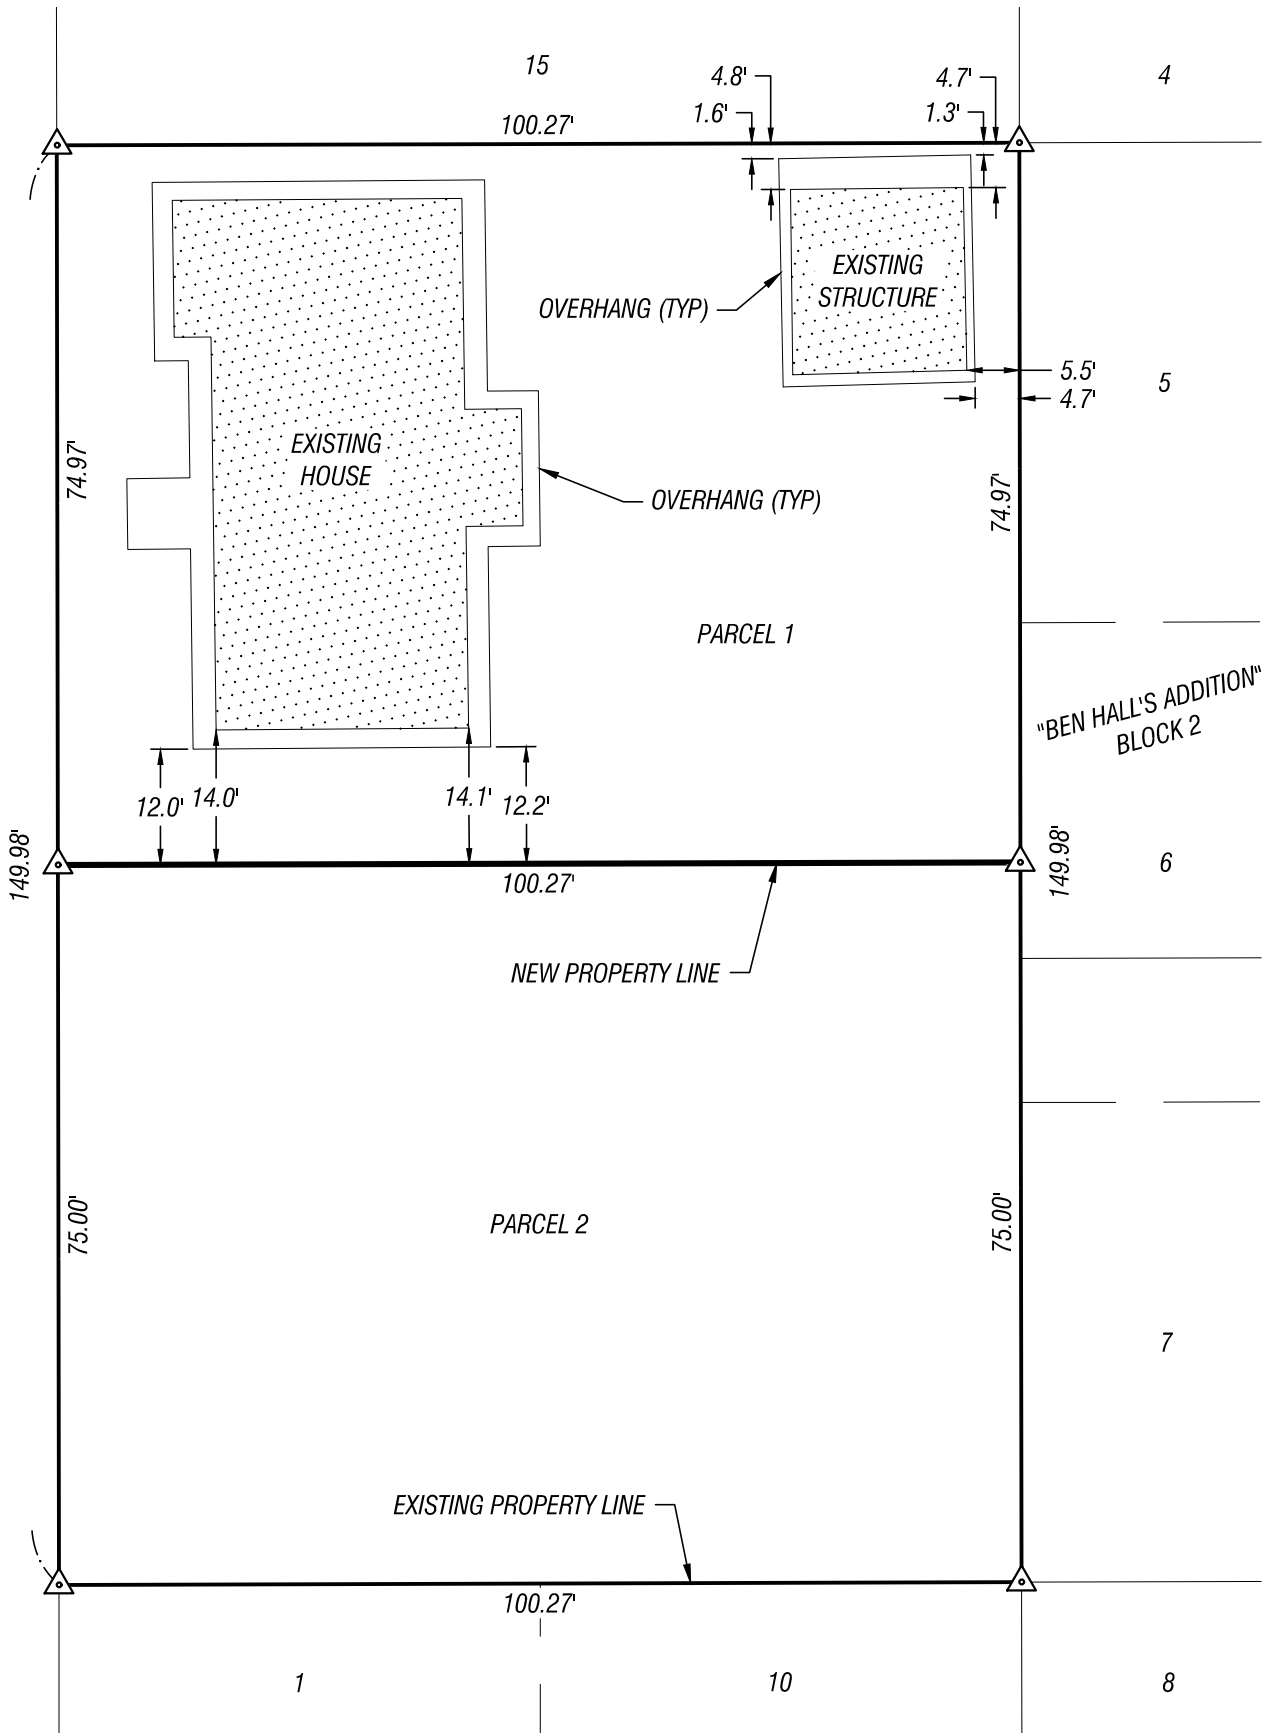 15
4.8'
4.7'
4
1.6'
1.3'
100.27'
EXISTING
STRUCTURE
OVERHANG (TYP)
5.5'
4.7'
5
EXISTING
HOUSE
74.97'
74.97'
OVERHANG (TYP)
PARCEL 1
"BEN HALL'S ADDITION"
BLOCK 2
12.0'
14.0'
14.1'
12.2'
149.98'
149.98'
6
100.27'
NEW PROPERTY LINE
75.00'
75.00'
PARCEL 2
7
EXISTING PROPERTY LINE
100.27'
1
10
8